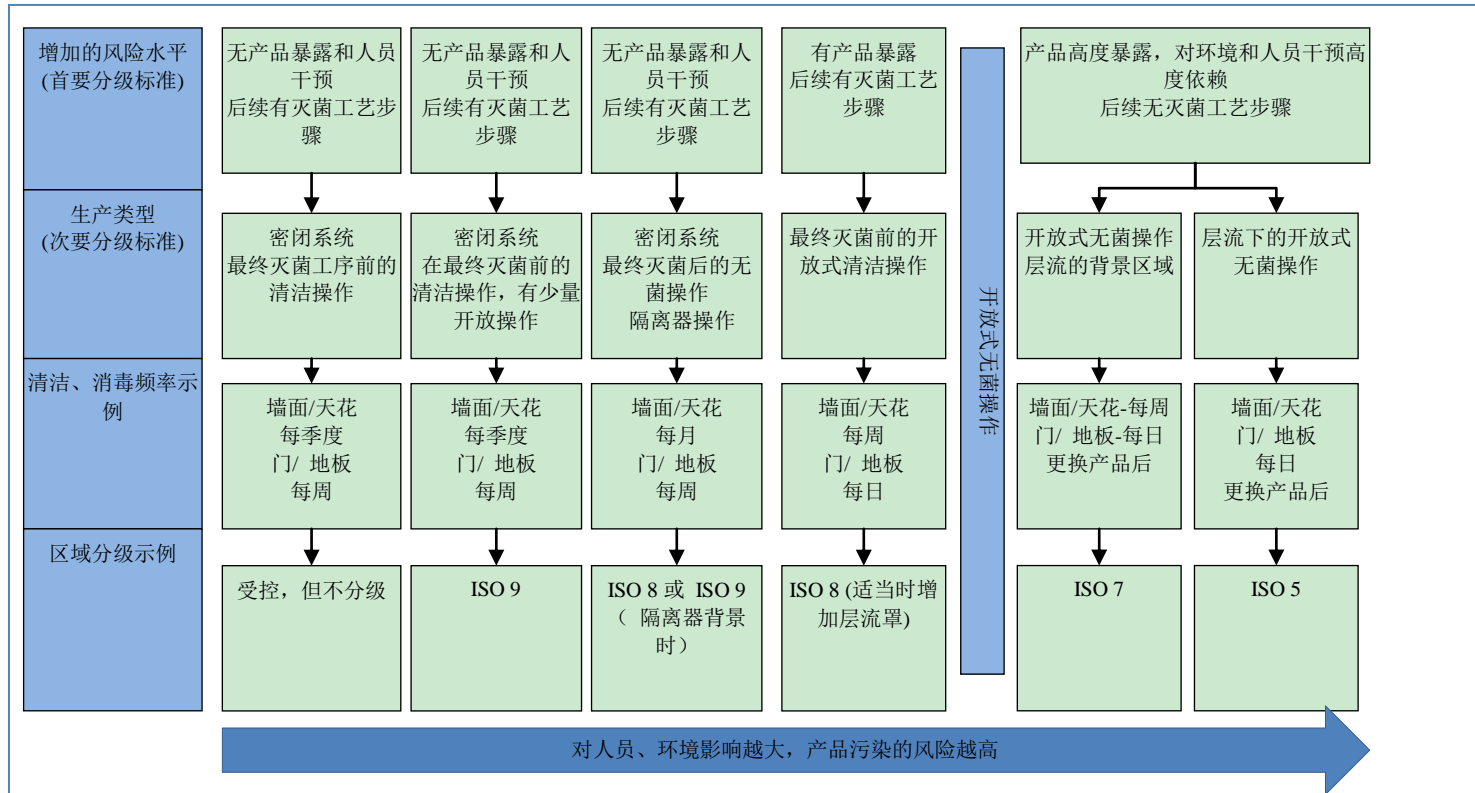 增加的风险水平
(首要分级标准)
无产品暴露和人员
干预
后续有灭菌工艺步
骤
无产品暴露和人
员干预
后续有灭菌工艺
步骤
无产品暴露和人
员干预
后续有灭菌工艺
步骤
有产品暴露
后续有灭菌工艺
步骤
产品高度暴露，对环境和人员干预高
度依赖
后续无灭菌工艺步骤
生产类型
(次要分级标准)
密闭系统
最终灭菌工序前的
清洁操作
密闭系统
在最终灭菌前的
清洁操作，有少量
开放操作
密闭系统
最终灭菌后的无
菌操作
隔离器操作
最终灭菌前的开
放式清洁操作
开放式无菌操作
开放式无菌操作
层流的背景区域
层流下的开放式
无菌操作
清洁、消毒频率示
例
墙面/天花
每季度
门/ 地板
每周
墙面/天花
每季度
门/ 地板
每周
墙面/天花
每月
门/ 地板
每周
墙面/天花
每周
门/ 地板
每日
墙面/天花-每周
门/ 地板-每日
更换产品后
墙面/天花
门/ 地板
每日
更换产品后
区域分级示例
受控，但不分级
ISO 9
ISO 8 或 ISO 9
（ 隔离器背景
时）
ISO 8 (适当时增
加层流罩)
ISO 7
ISO 5
对人员、环境影响越大，产品污染的风险越高